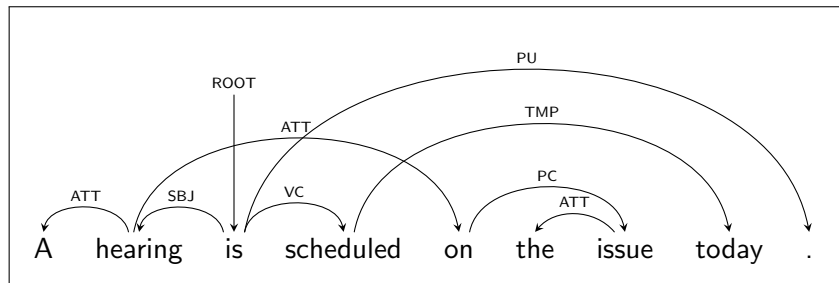 PU
ROOT
TMP
ATT
PC
ATT SBJ VC ATT
A hearing is scheduled on the issue today .